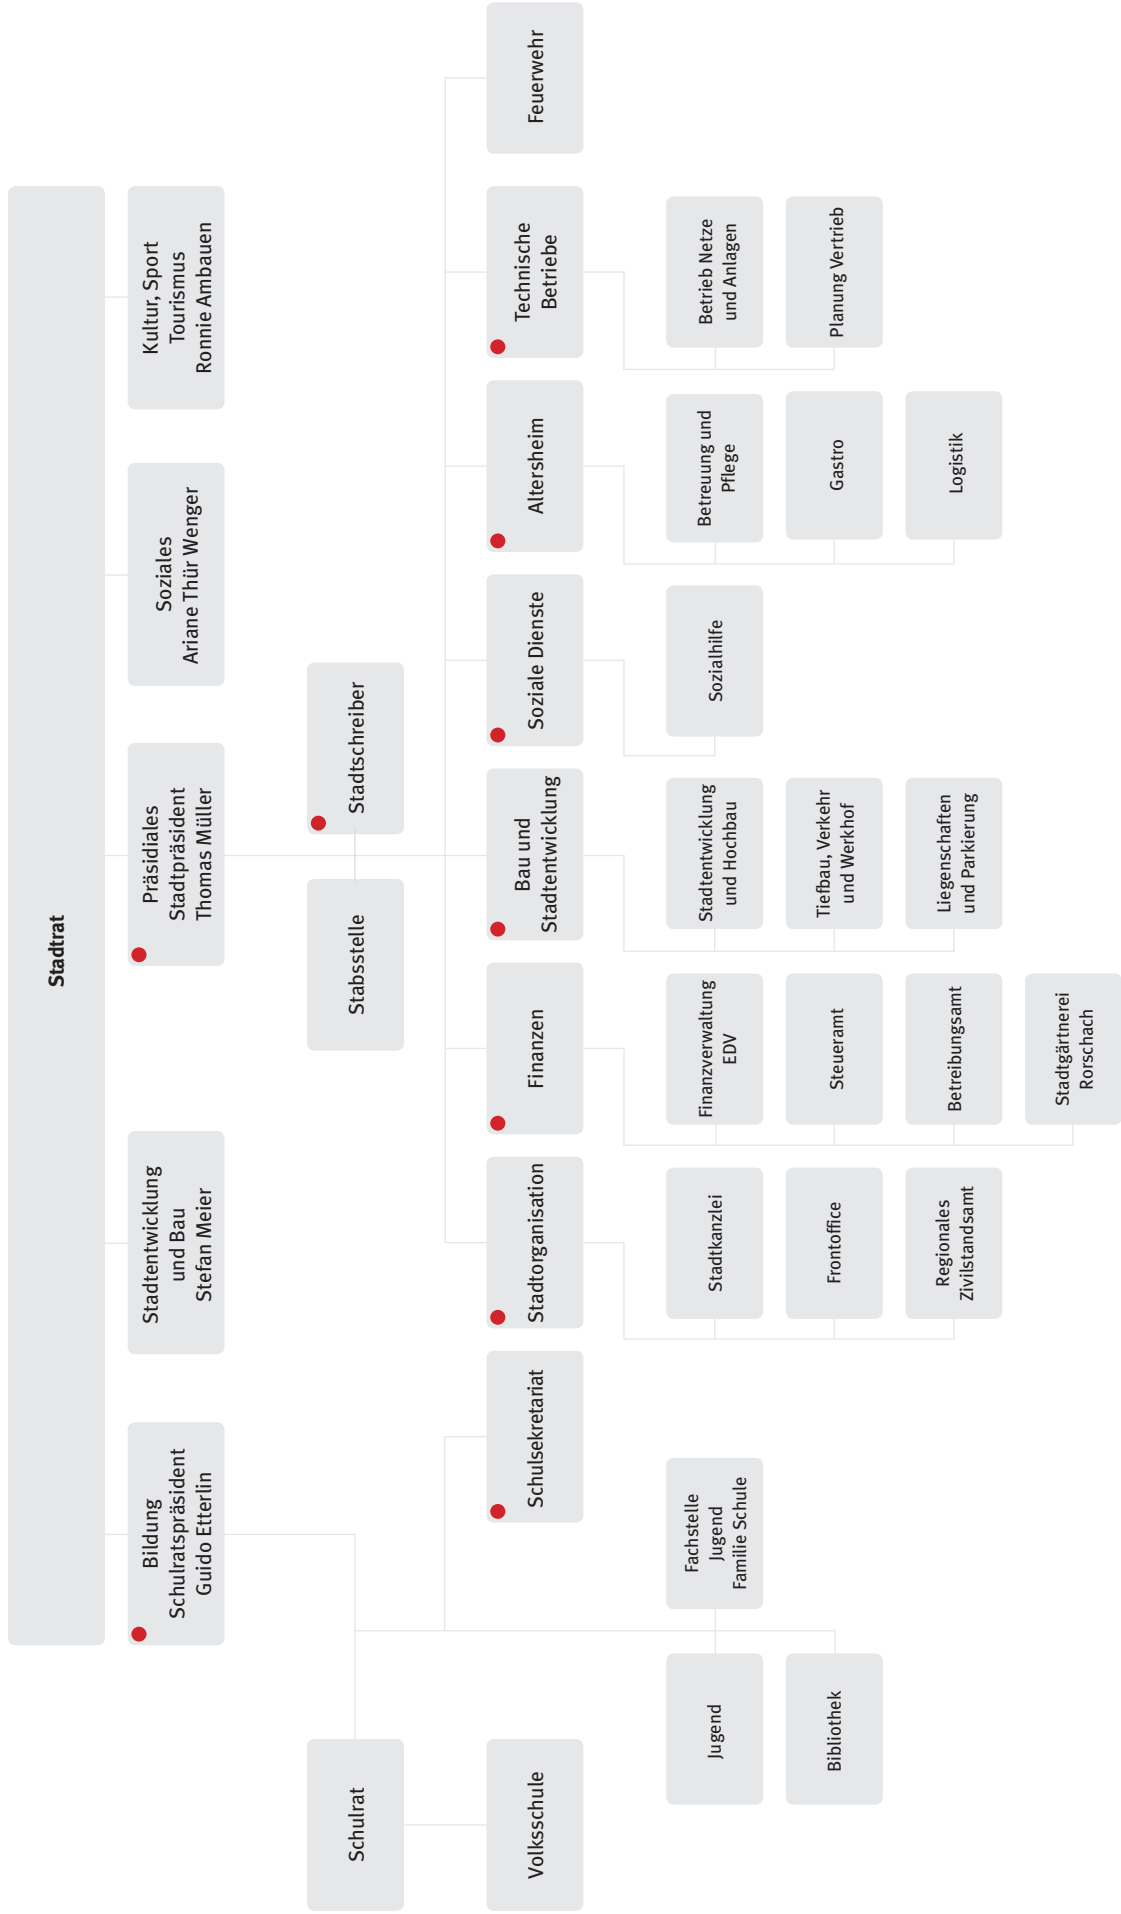 Stadtrat
Bildung
Schulratspräsident
Guido Etterlin
Stadtentwicklung
und Bau
Stefan Meier
Präsidiales
Stadtpräsident
Thomas Müller
Soziales
Ariane Thür Wenger
Kultur, Sport
Tourismus
Ronnie Ambauen
Schulrat
Stabsstelle
Stadtschreiber
Volksschule
Schulsekretariat
Stadtorganisation
Finanzen
Bau und
Stadtentwicklung
Soziale Dienste
Altersheim
Technische
Betriebe
Feuerwehr
Jugend
Fachstelle
Jugend
Familie Schule
Stadtkanzlei
Finanzverwaltung
EDV
Stadtentwicklung
und Hochbau
Sozialhilfe
Betreuung und
Pflege
Betrieb Netze
und Anlagen
Bibliothek
Frontoffice
Steueramt
Tiefbau, Verkehr
und Werkhof
Gastro
Planung Vertrieb
Regionales
Zivilstandsamt
Betreibungsamt
Liegenschaften
und Parkierung
Logistik
Stadtgärtnerei
Rorschach